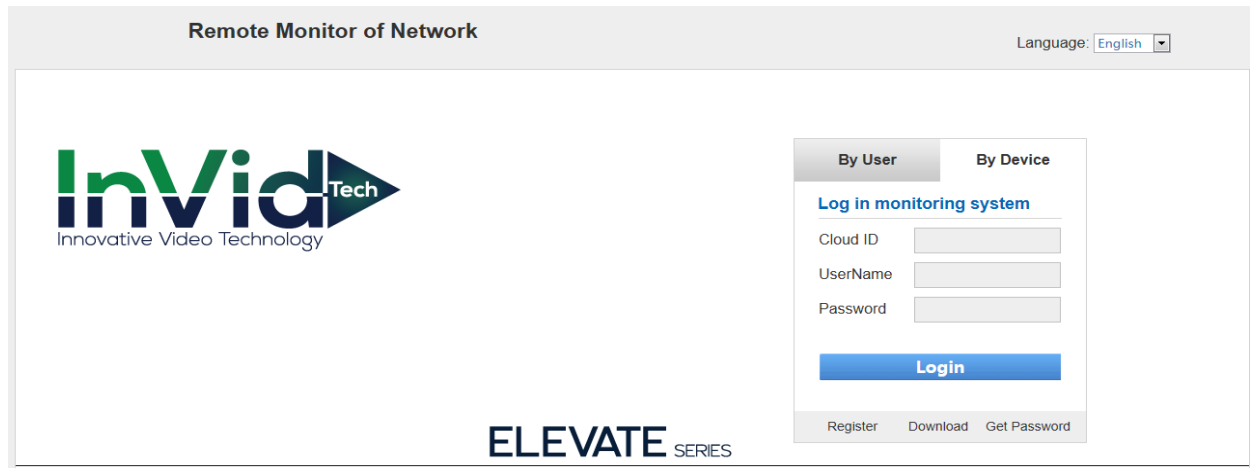 Remote Monitor of Network
Language: English
InVid Tech
Innovative Video Technology
By User By Device
Log in monitoring system
Cloud ID
UserName
Password
Login
Register Download Get Password
ELEVATE SERIES